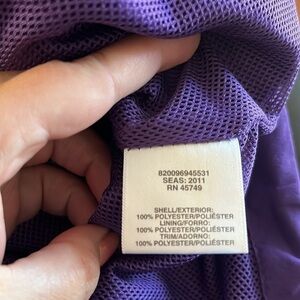 820096945531
SEAS: 2011
RN 45749
SHELL/EXTERIOR:
100% POLYESTER/POLIÉSTER
LINING/FORRO:
100% POLYESTER/POLIÉSTER
TRIM/ADORNO:
100% POLYESTER/POLIÉSTER